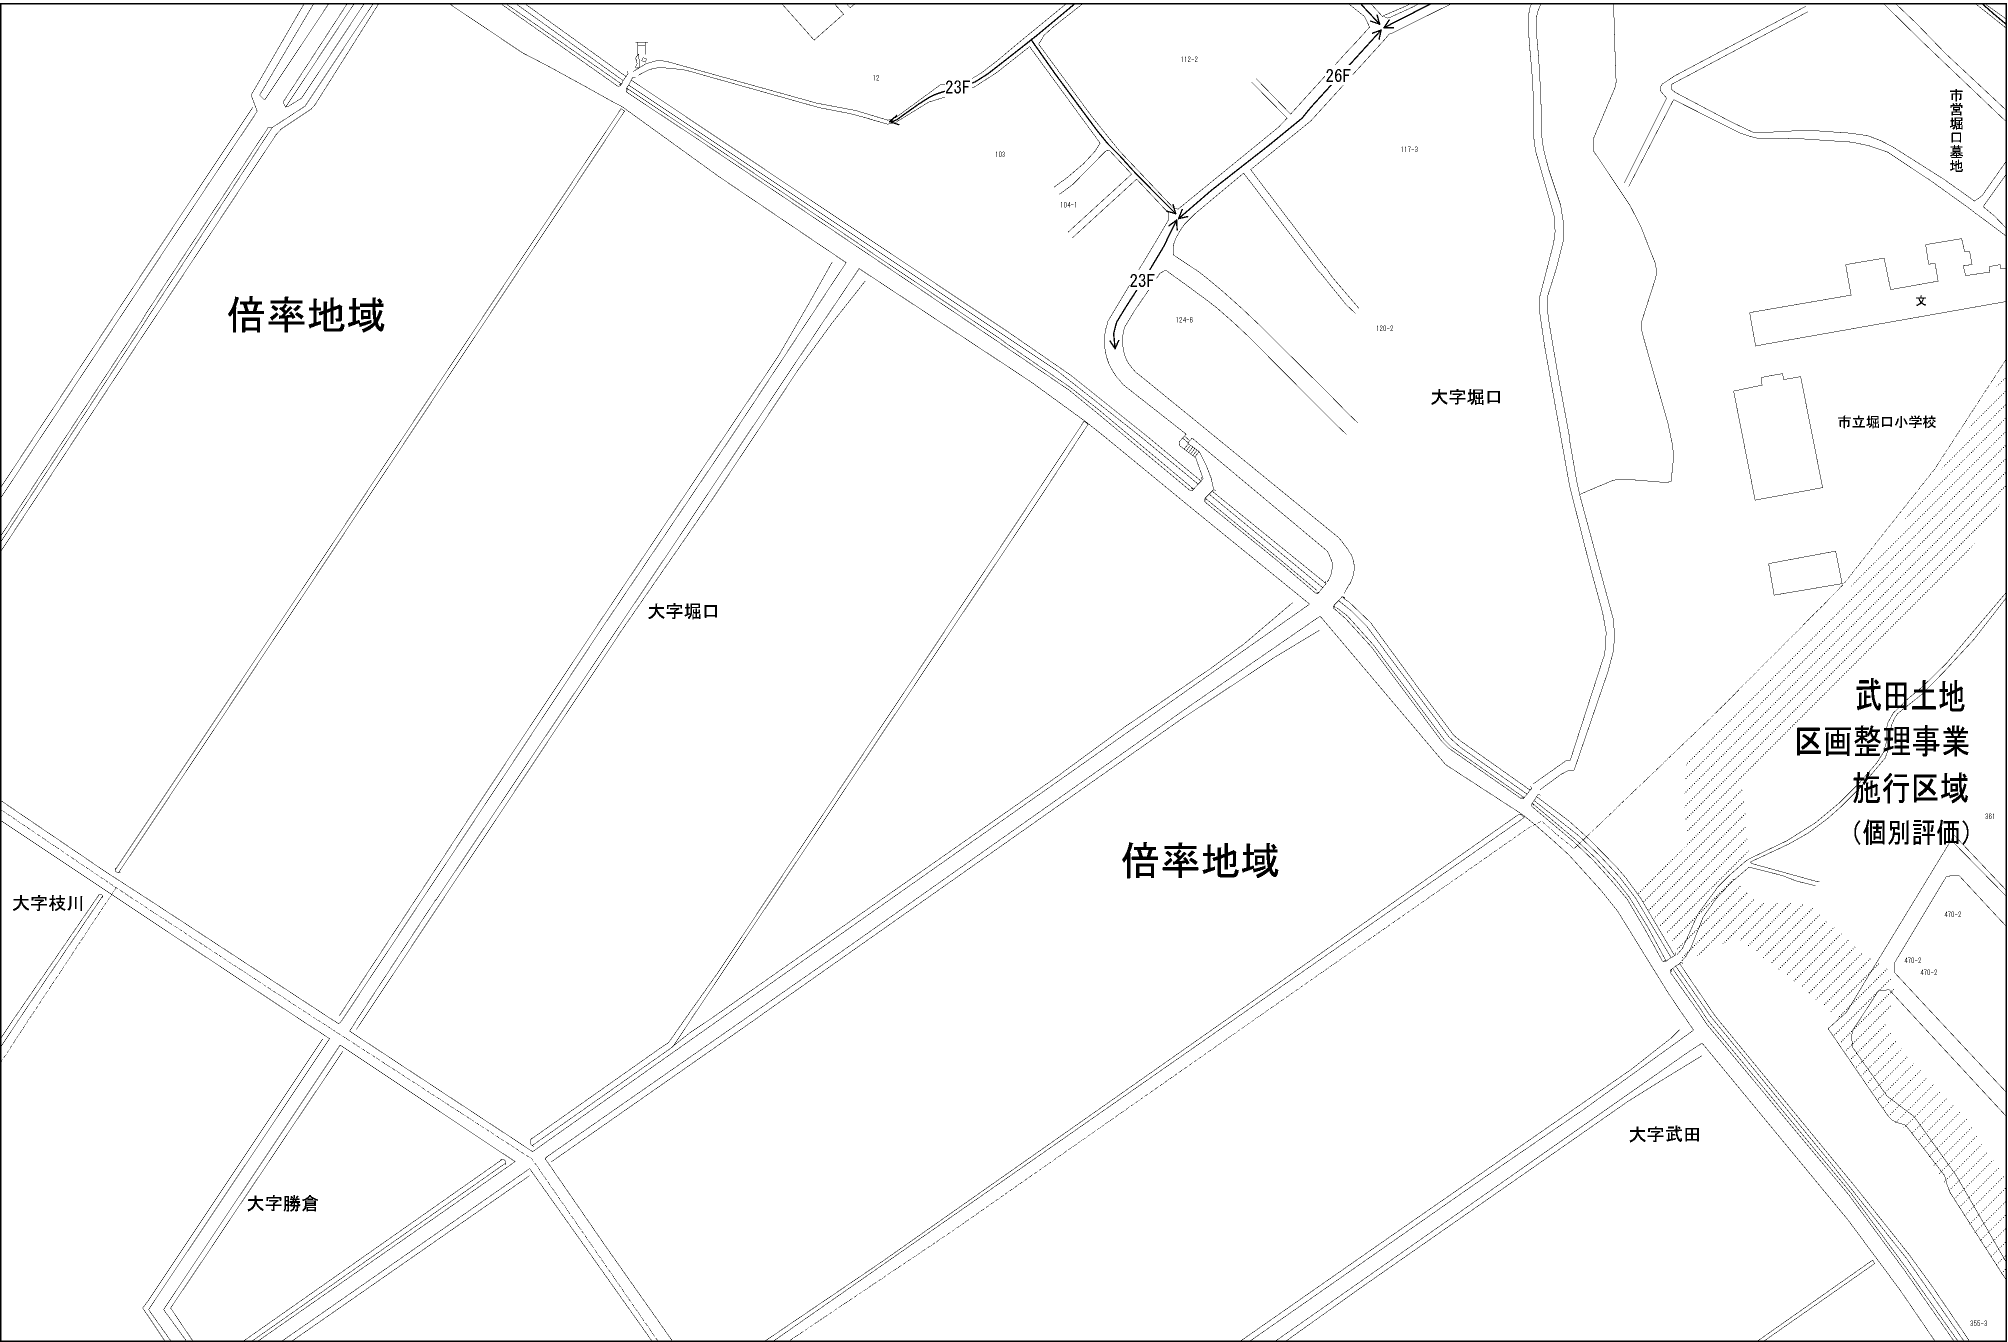 112-2
12
26F
23F
市営堀口墓地
117-3
103
104-1
23F
文
倍率地域
124-6
120-2
大字堀口
市立堀口小学校
大字堀口
武田土地
区画整理事業
施行区域
(個別評価)
361
倍率地域
大字枝川
470-2
470-2
470-2
大字武田
大字勝倉
355-3